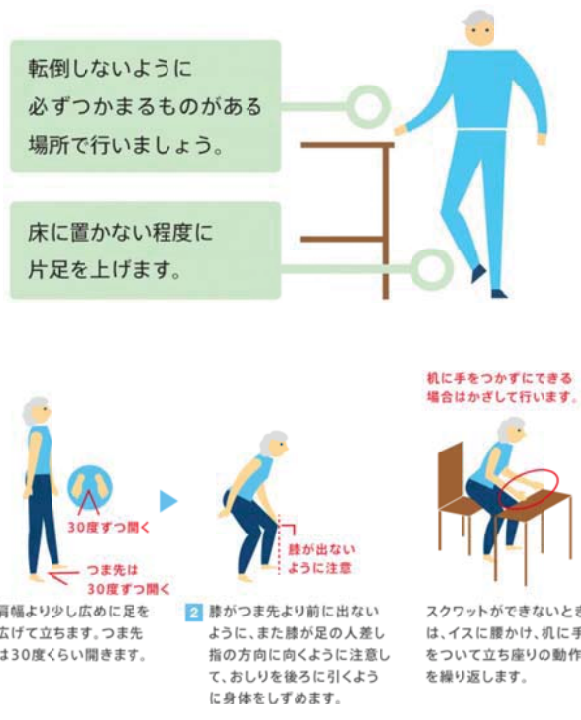 転倒しないように
必ずつかまるものがある
場所で行いましょう。
床に置かない程度に
片足を上げます。
30度ずつ開く
つま先は
30度ずつ開く
肩幅より少し広めに足を
広げて立ちます。つま先
は30度くらい開きます。
膝が出ない
ように注意
2 膝がつま先より前に出ない
ように、また膝が足の人差し
指の方向に向くように注意し
て、おしりを後ろに引くよう
に身体をしずめます。
机に手をつかずにできる
場合はかざして行います。
スクワットができないとき
は、イスに腰かけ、机に手
をついて立ち座りの動作
を繰り返します。